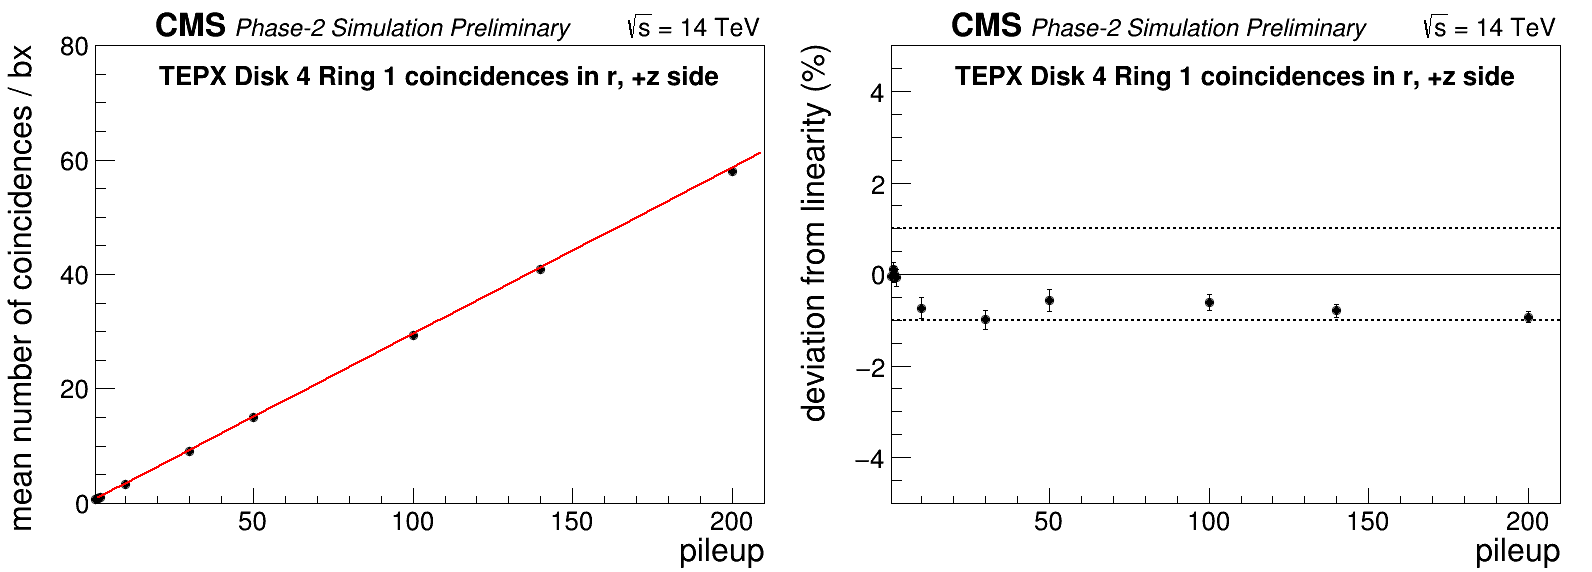 CMS Phase-2 Simulation Preliminary √s = 14 TeV
TEPX Disk 4 Ring 1 coincidences in r, +z side
mean number of coincidences / bx
80
60
40
20
0
50 100 150 200
pileup
CMS Phase-2 Simulation Preliminary √s = 14 TeV
TEPX Disk 4 Ring 1 coincidences in r, +z side
deviation from linearity (%)
4
2
0
−2
−4
50 100 150 200
pileup